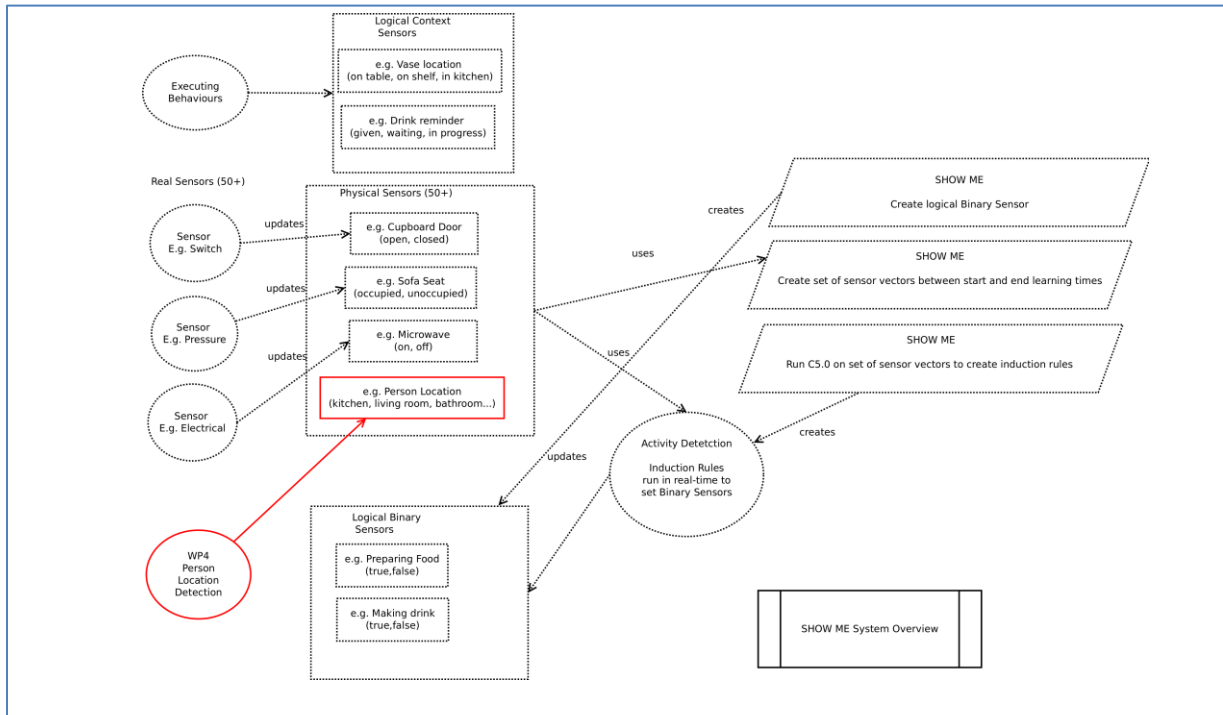 Logical Context
Sensors
e.g. Vase location
(on table, on shelf, in kitchen)
Executing
Behaviours
e.g. Drink reminder
(given, waiting, in progress)
Real Sensors (50+)
Physical Sensors (50+)
updates
Sensor
E.g. Switch
e.g. Cupboard Door
(open, closed)
updates
Sensor
E.g. Pressure
e.g. Sofa Seat
(occupied, unoccupied)
updates
Sensor
E.g. Electrical
e.g. Microwave
(on, off)
e.g. Person Location
(kitchen, living room, bathroom...)
WP4
Person
Location
Detection
Logical Binary
Sensors
e.g. Preparing Food
(true,false)
e.g. Making drink
(true,false)
creates
uses
uses
updates
creates
SHOW ME
Create logical Binary Sensor
SHOW ME
Create set of sensor vectors between start and end learning times
SHOW ME
Run C5.0 on set of sensor vectors to create induction rules
Activity Detetction
Induction Rules
run in real-time to
set Binary Sensors
SHOW ME System Overview